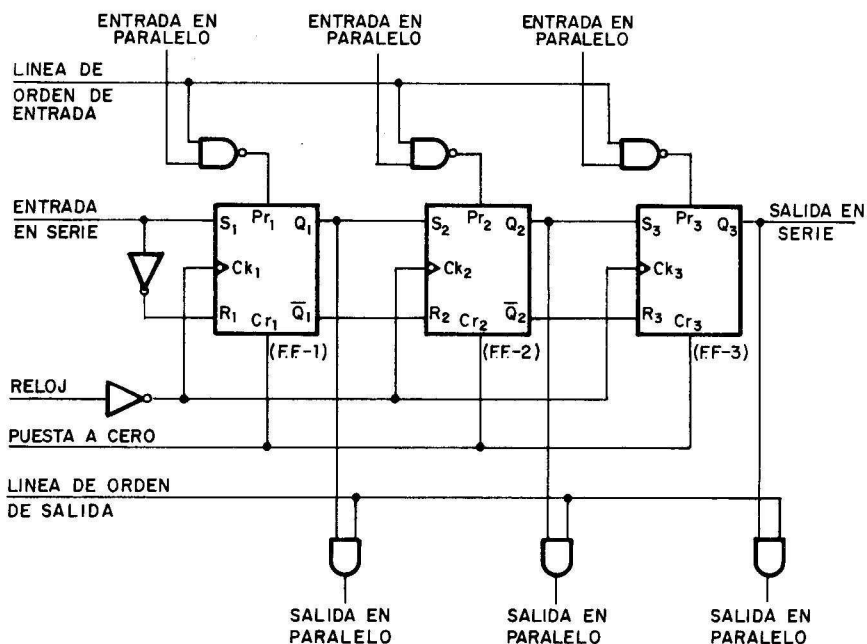 ENTRADA EN
PARALELO
ENTRADA EN
PARALELO
ENTRADA EN
PARALELO
LINEA DE
ORDEN DE
ENTRADA
ENTRADA
EN SERIE
S1
Pr1
Q1
Ck1
R1
Cr1
Q̅1
(F.F-1)
S2
Pr2
Q2
Ck2
R2
Cr2
Q̅2
(F.F-2)
S3
Pr3
Q3
Ck3
R3
Cr3
(FF-3)
SALIDA EN
SERIE
RELOJ
PUESTA A CERO
LINEA DE ORDEN
DE SALIDA
SALIDA EN
PARALELO
SALIDA EN
PARALELO
SALIDA EN
PARALELO